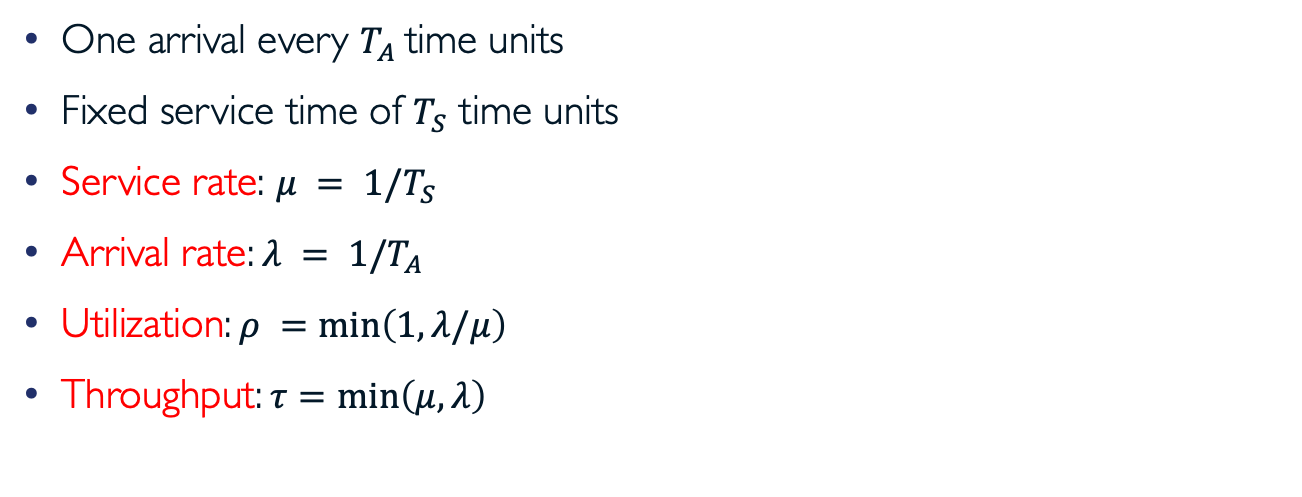 • One arrival every T_A time units
• Fixed service time of T_S time units
• Service rate: μ = 1/T_S
• Arrival rate: λ = 1/T_A
• Utilization: ρ = min(1, λ/μ)
• Throughput: τ = min(μ, λ)